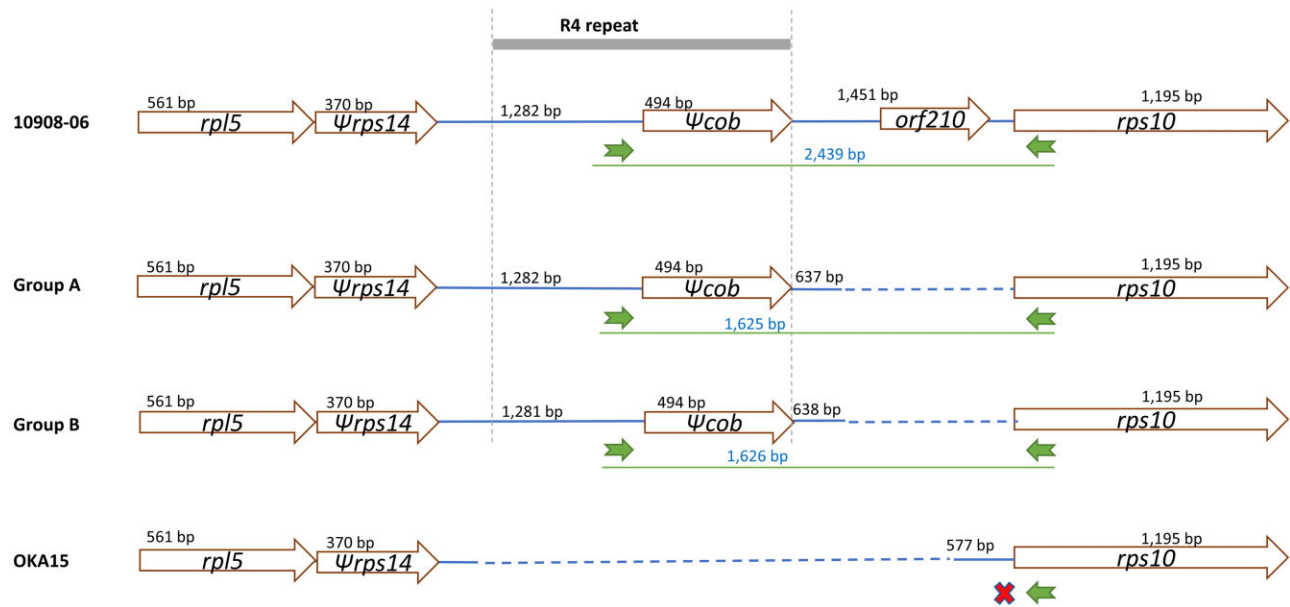 R4 repeat
10908-06
561 bp
370 bp
1,282 bp
494 bp
1,451 bp
1,195 bp
rpl5
Ψrps14
Ψcob
orf210
rps10
2,439 bp
Group A
561 bp
370 bp
1,282 bp
494 bp
637 bp
1,195 bp
rpl5
Ψrps14
Ψcob
rps10
1,625 bp
Group B
561 bp
370 bp
1,281 bp
494 bp
638 bp
1,195 bp
rpl5
Ψrps14
Ψcob
rps10
1,626 bp
OKA15
561 bp
370 bp
577 bp
1,195 bp
rpl5
Ψrps14
rps10